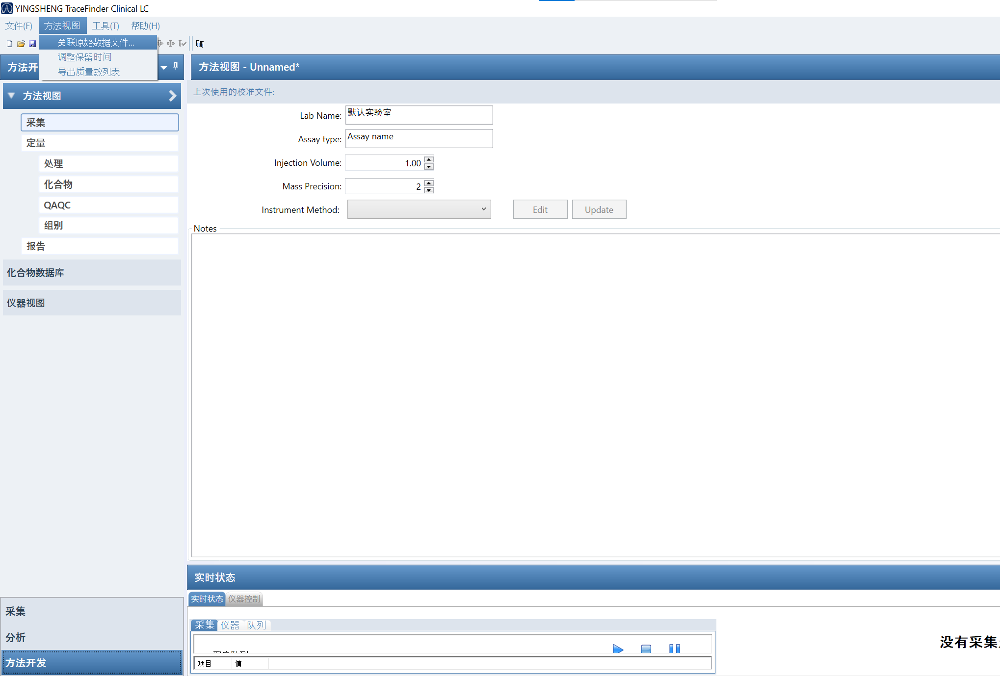 YINGSHENG TraceFinder Clinical LC
文件(F) 方法视图 工具(T) 帮助(H)
关联原始数据文件...
调整保留时间
导出质量数列表
方法开
方法视图 - Unnamed*
方法视图
上次使用的校准文件:
采集
定量
处理
化合物
QAQC
组别
报告
化合物数据库
仪器视图
Lab Name: 默认实验室
Assay type: Assay name
Injection Volume: 1.00
Mass Precision: 2
Instrument Method: Edit Update
Notes
实时状态
实时状态 仪器控制
采集 仪器 队列
项目 值
没有采集
采集
分析
方法开发